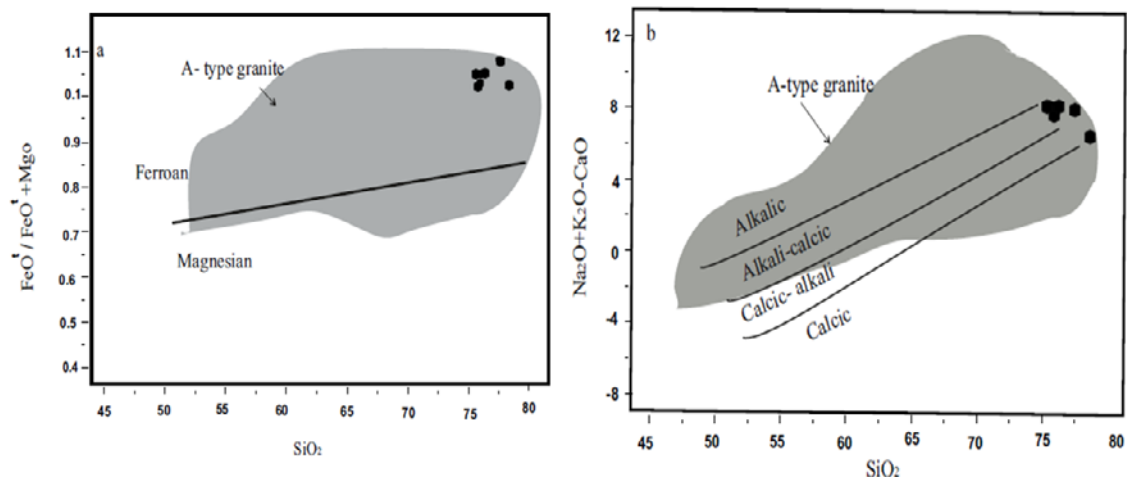 a
A- type granite
Ferroan
Magnesian
FeOᵗ / FeOᵗ +Mgo
1.1
0.1
0.9
0.8
0.7
0.6
0.5
0.4
45 50 55 60 65 70 75 80
SiO₂
b
A-type granite
Alkalic
Alkali-calcic
Calcic- alkali
Calcic
Na₂O+K₂O-CaO
12
8
4
0
-4
-8
45 50 55 60 65 70 75 80
SiO₂